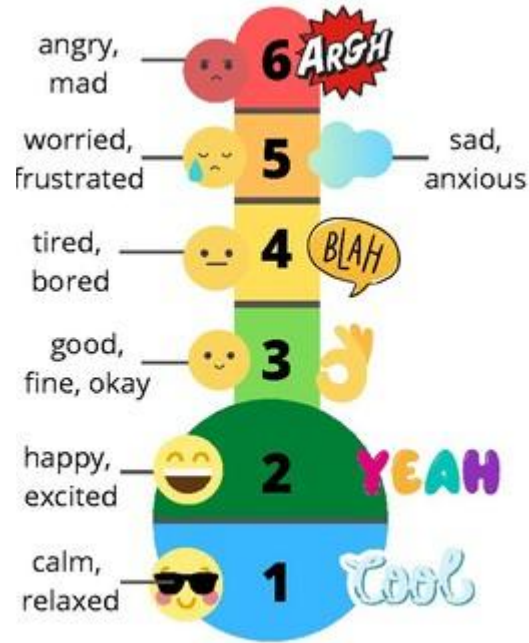 angry,
mad
6
ARGH
worried,
frustrated
5
sad,
anxious
tired,
bored
4
BLAH
good,
fine, okay
3
happy,
excited
2
YEAH
calm,
relaxed
1
Cool